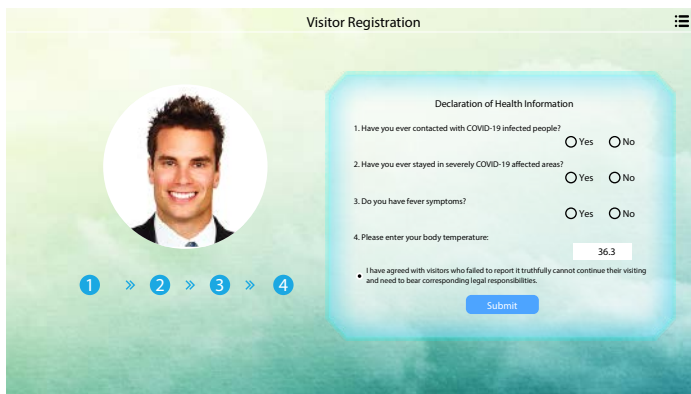 Visitor Registration
Declaration of Health Information
1. Have you ever contacted with COVID-19 infected people?
Yes No
2. Have you ever stayed in severely COVID-19 affected areas?
Yes No
3. Do you have fever symptoms?
Yes No
4. Please enter your body temperature:
36.3
I have agreed with visitors who failed to report it truthfully cannot continue their visiting
and need to bear corresponding legal responsibilities.
Submit
1 » 2 » 3 » 4